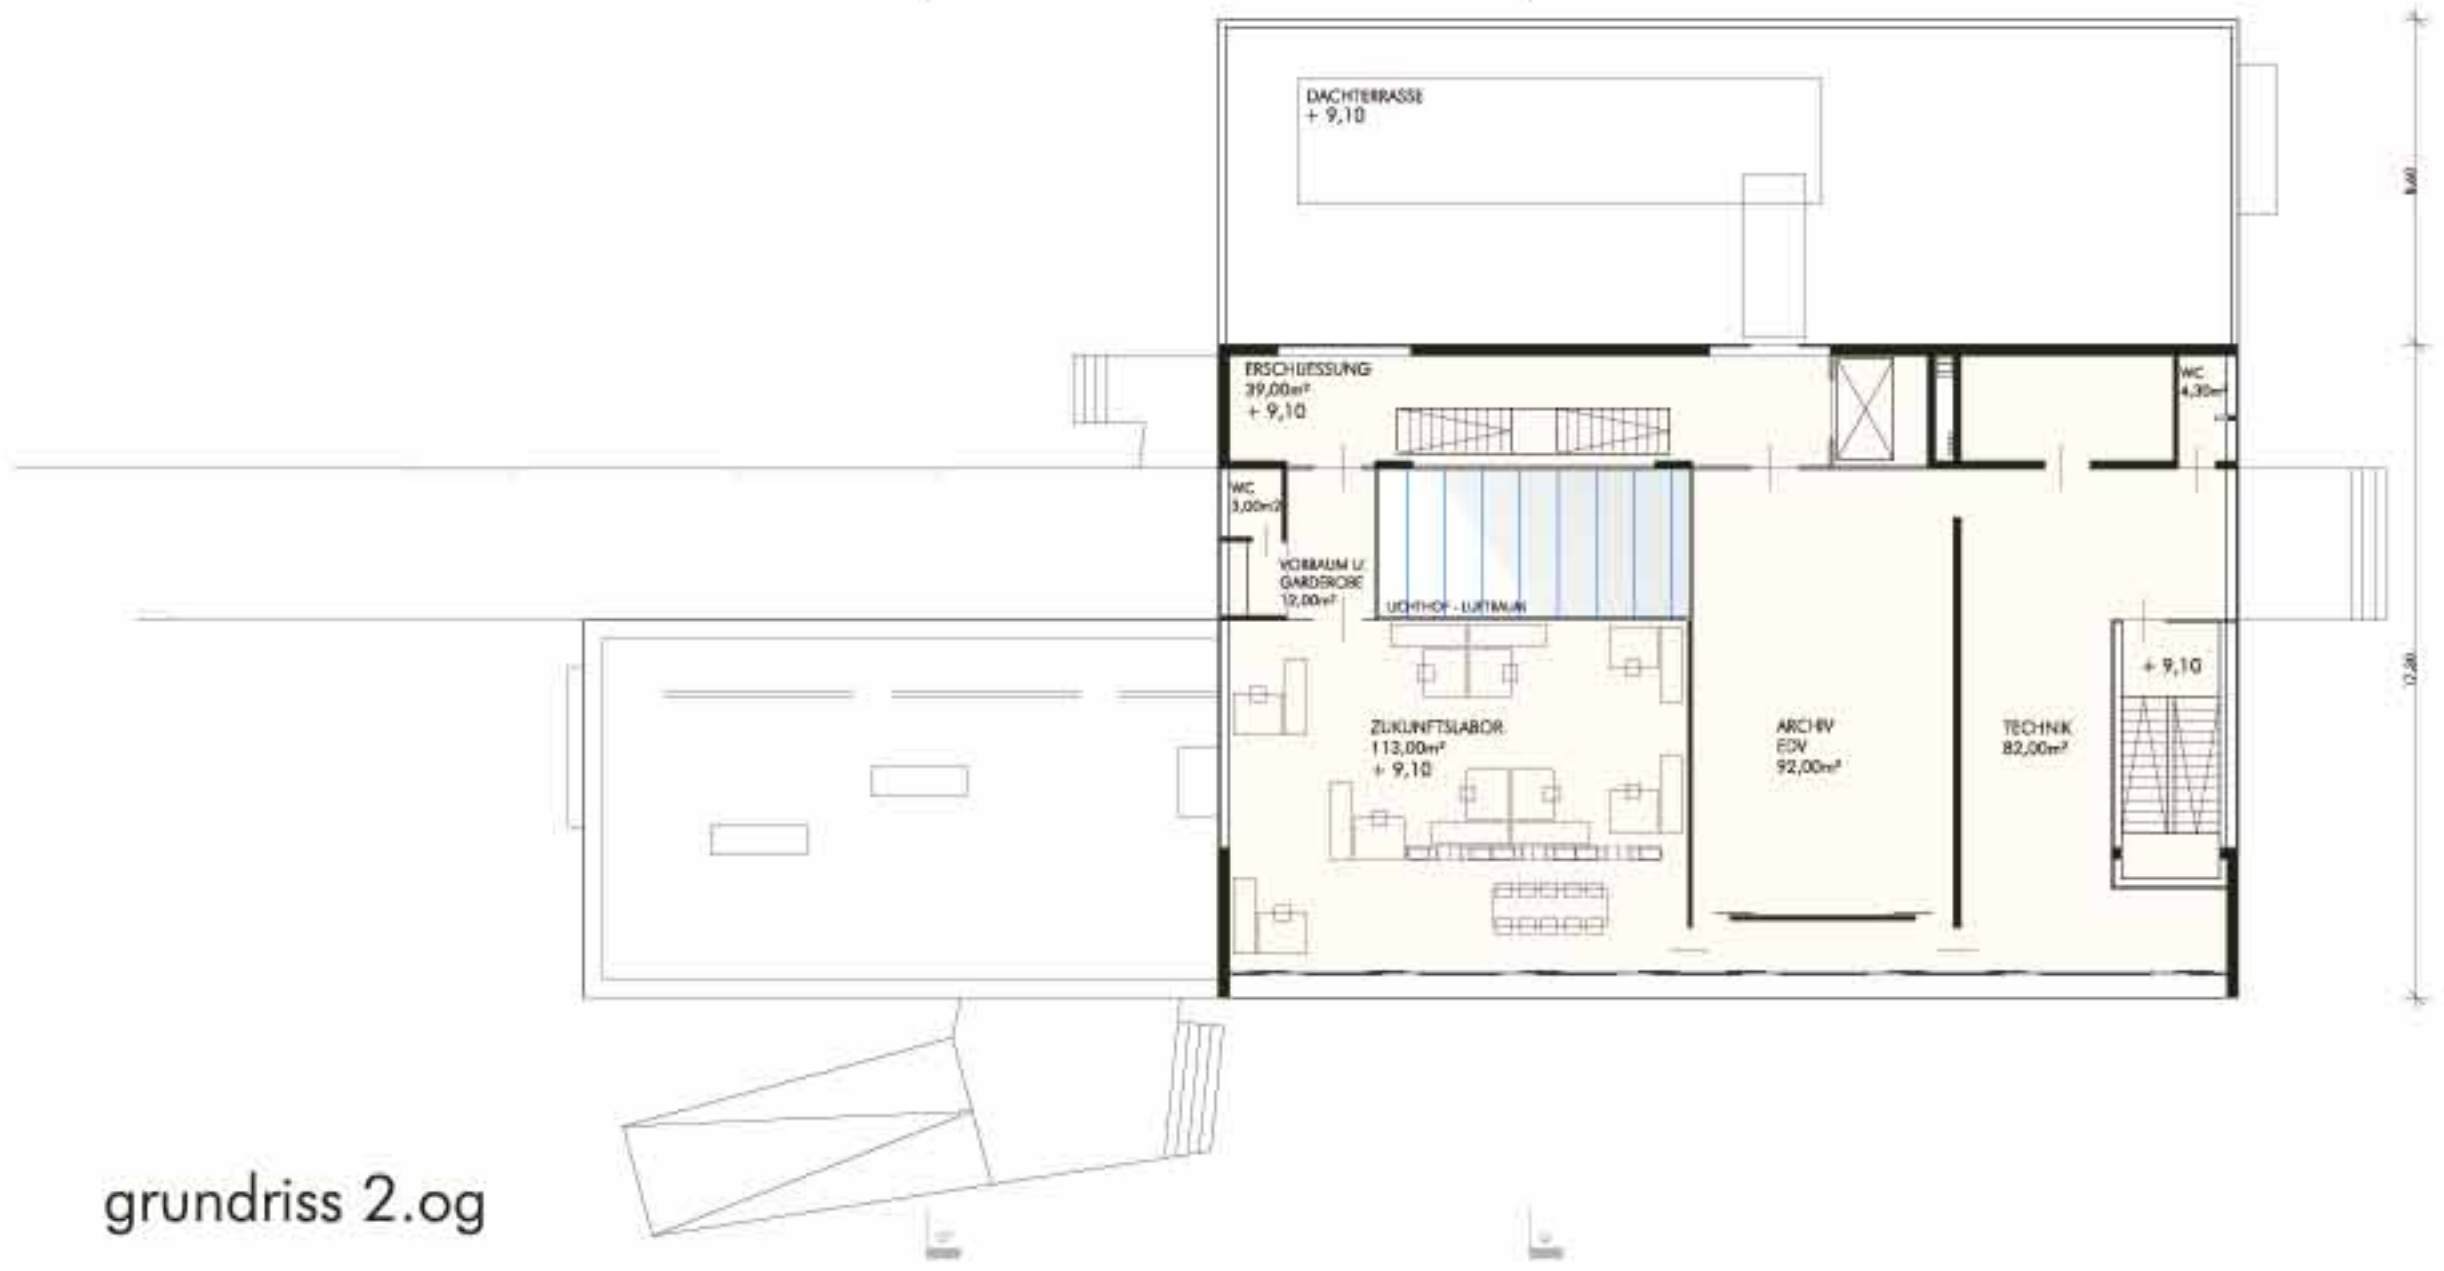 DACHTERRASSE
+ 9,10
ERSCHLIESSUNG
39,00m²
+ 9,10
WC
4,30m²
WC
3,00m2
VORRAUM U.
GARDEROBE
12,00m²
LICHTHOF - LUFTRAUM
+ 9,10
ZUKUNFTSLABOR
113,00m²
+ 9,10
ARCHIV
EDV
92,00m²
TECHNIK
82,00m²
grundriss 2.og